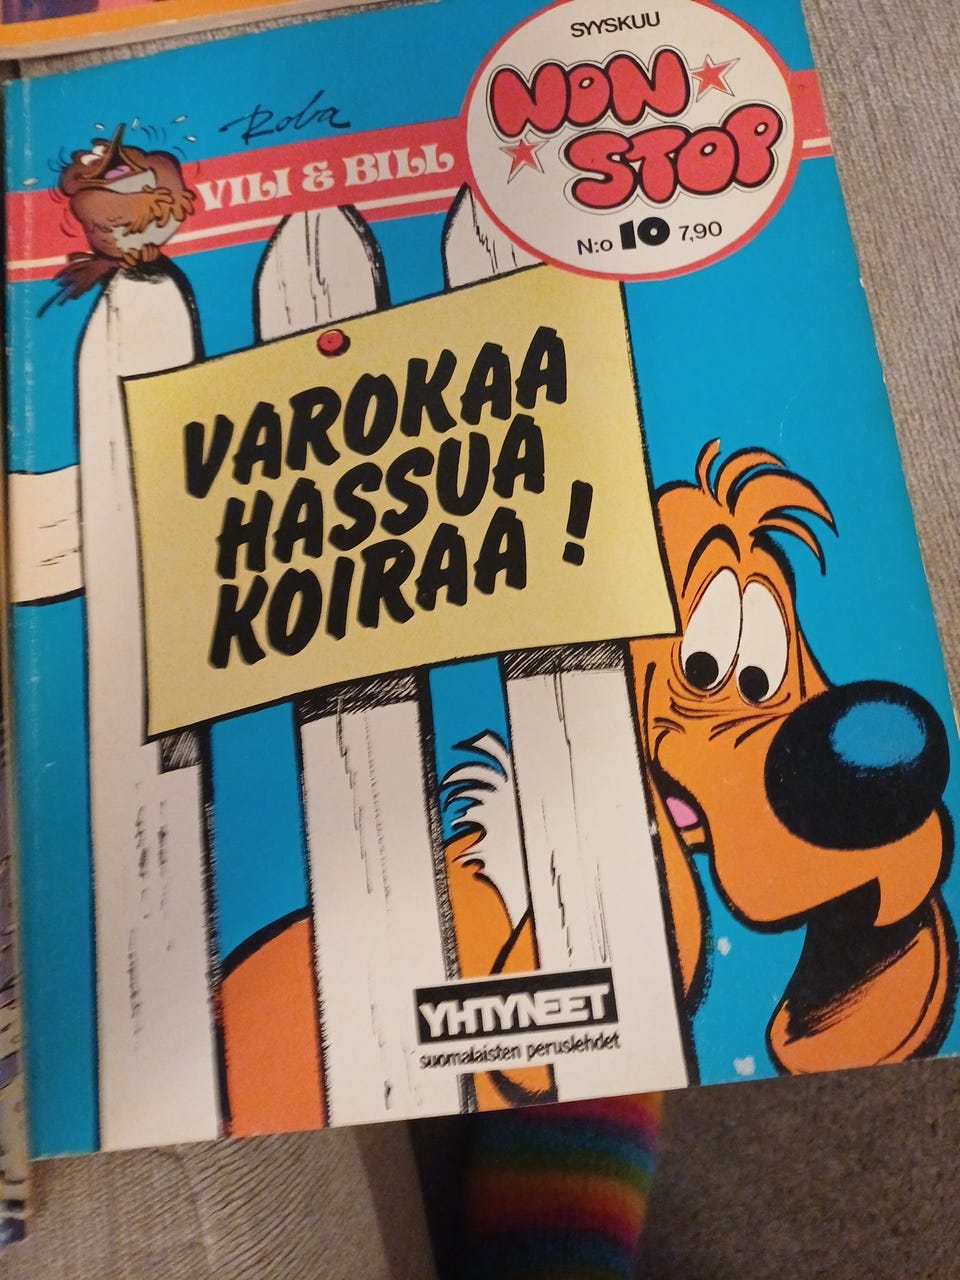 SYYSKUU
NON
STOP
N:o 10 7,90
Roba
VILI & BILL
VAROKAA
HASSUA
KOIRAA!
YHTYNEET
suomalaisten peruslehdet